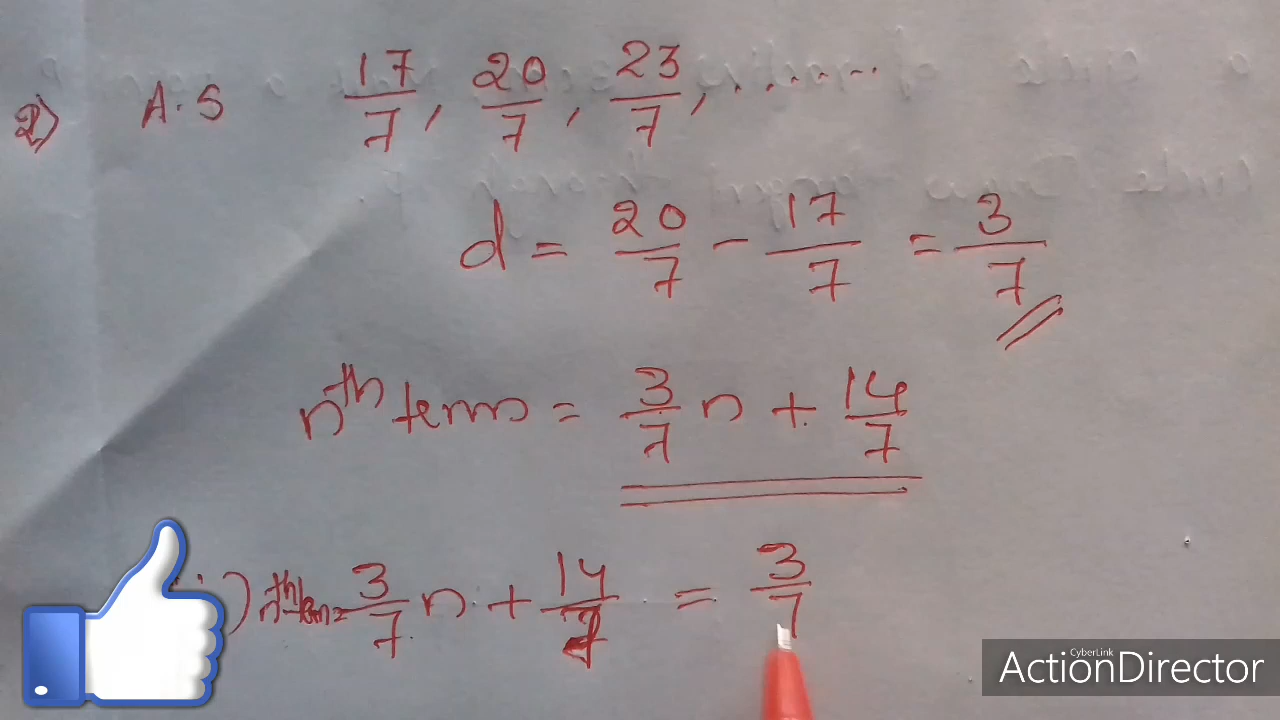 2) A.S 17/7, 20/7, 23/7, .......
d = 20/7 - 17/7 = 3/7
nth term = 3/7 n + 14/7
) nth term = 3/7 n + 14/7 = 3/7
CyberLink
ActionDirector